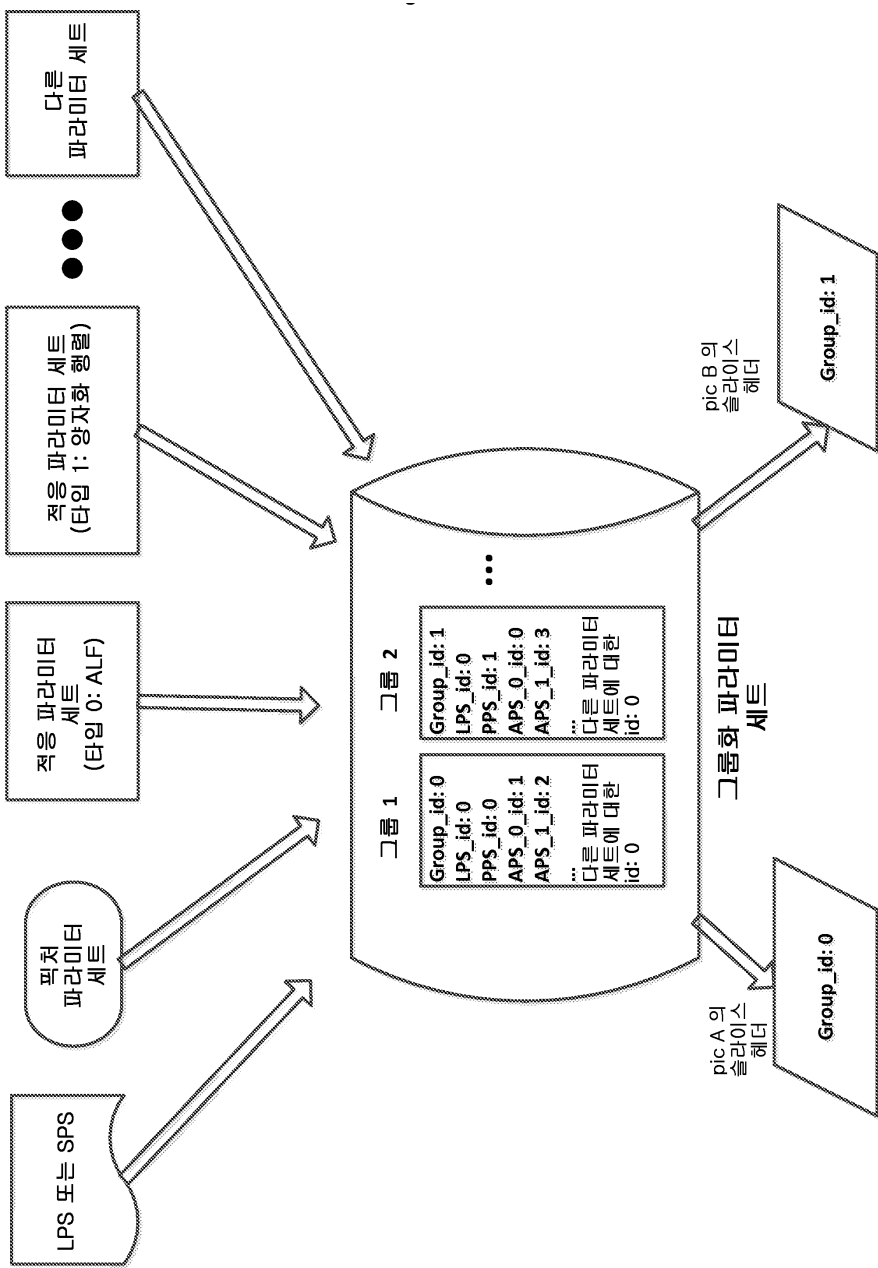 LPS 또는 SPS
픽처
파라미터
세트
적응 파라미터
세트
(타입 0: ALF)
적응 파라미터 세트
(타입 1: 양자화 행렬)
다른
파라미터 세트
그룹 1
Group_id: 0
LPS_id: 0
PPS_id: 0
APS_0_id: 1
APS_1_id: 2
...
다른 파라미터
세트에 대한
id: 0
그룹 2
Group_id: 1
LPS_id: 0
PPS_id: 1
APS_0_id: 0
APS_1_id: 3
...
다른 파라미터
세트에 대한
id: 0
...
그룹화 파라미터
세트
pic A 의
슬라이스
헤더
Group_id: 0
pic B 의
슬라이스
헤더
Group_id: 1